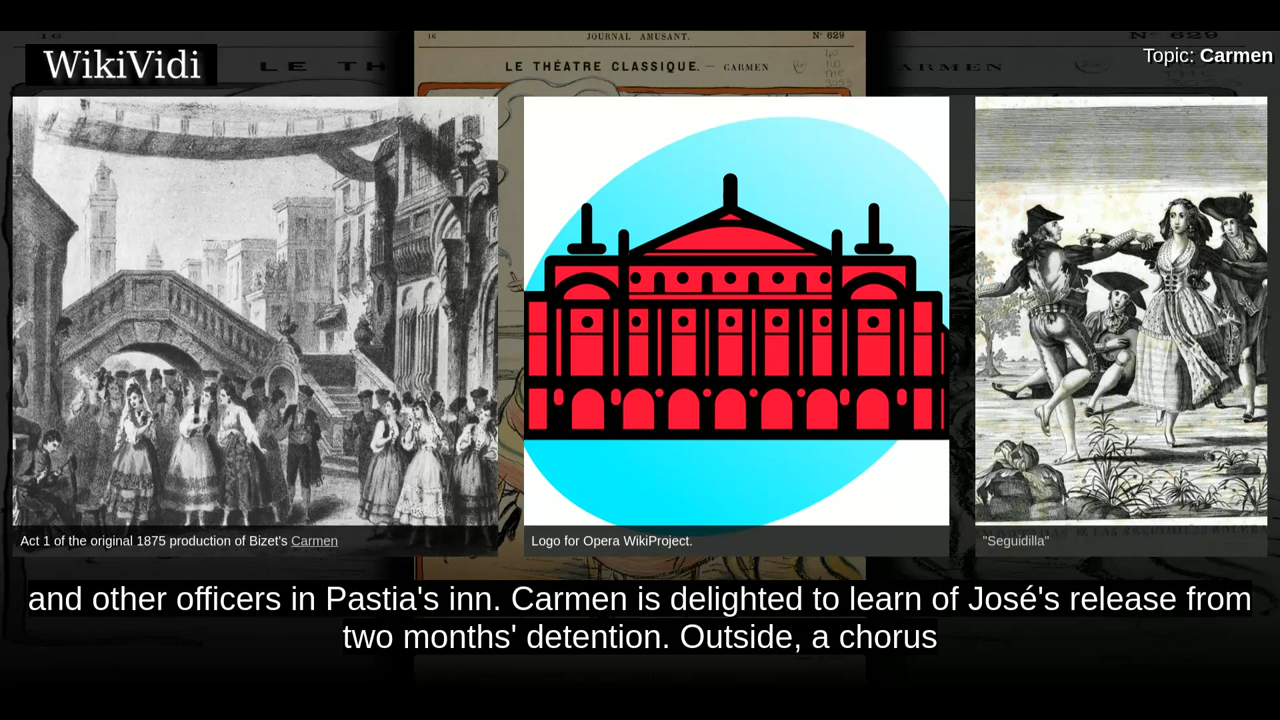 16
JOURNAL AMUSANT.
N° 629
WikiVidi
Topic: Carmen
LE THÉATRE CLASSIQUE. — CARMEN
Act 1 of the original 1875 production of Bizet's Carmen
Logo for Opera WikiProject.
"Seguidilla"
and other officers in Pastia's inn. Carmen is delighted to learn of José's release from
two months' detention. Outside, a chorus